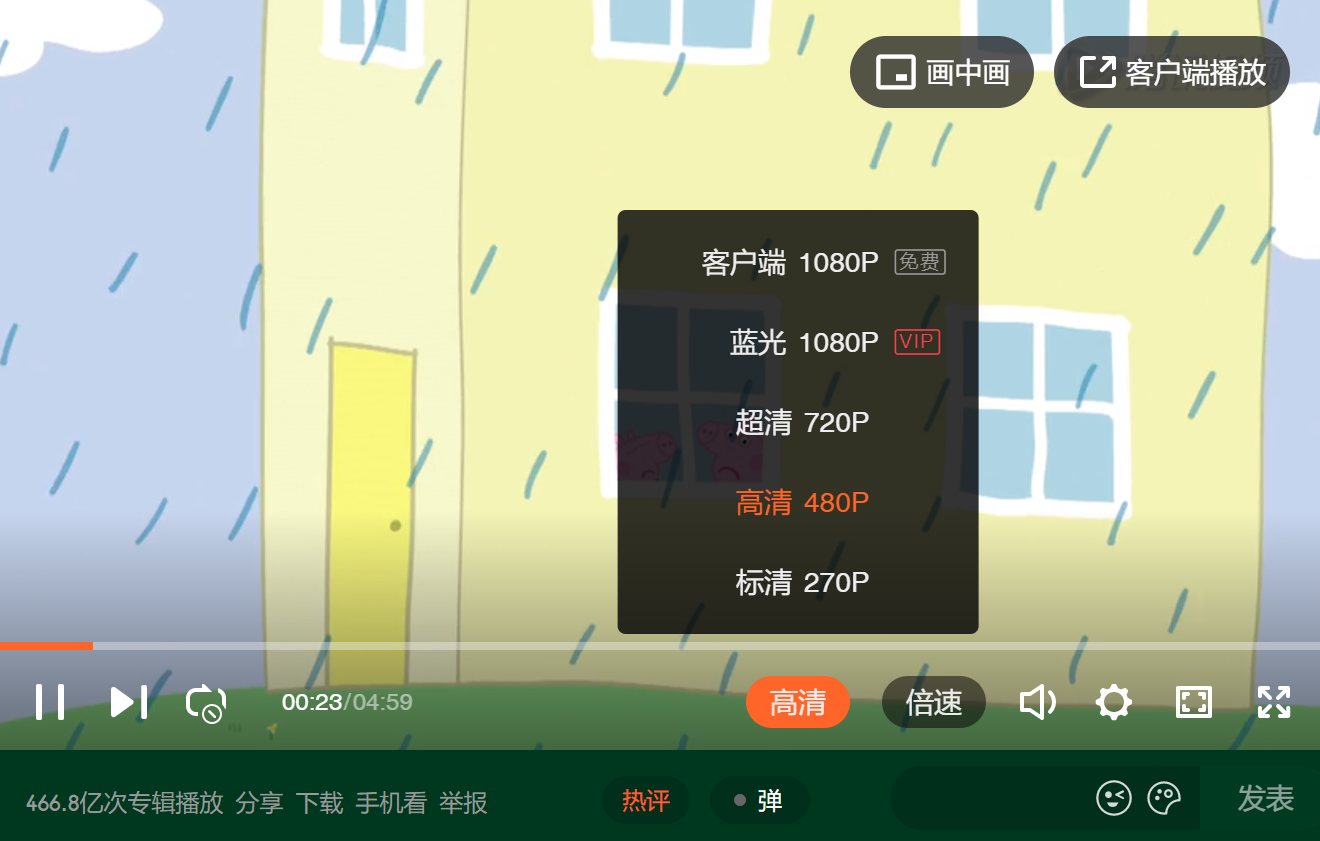 画中画 客户端播放
客户端 1080P 免费
蓝光 1080P VIP
超清 720P
高清 480P
标清 270P
00:23/04:59 高清 倍速
466.8亿次专辑播放 分享 下载 手机看 举报 热评 弹 发表